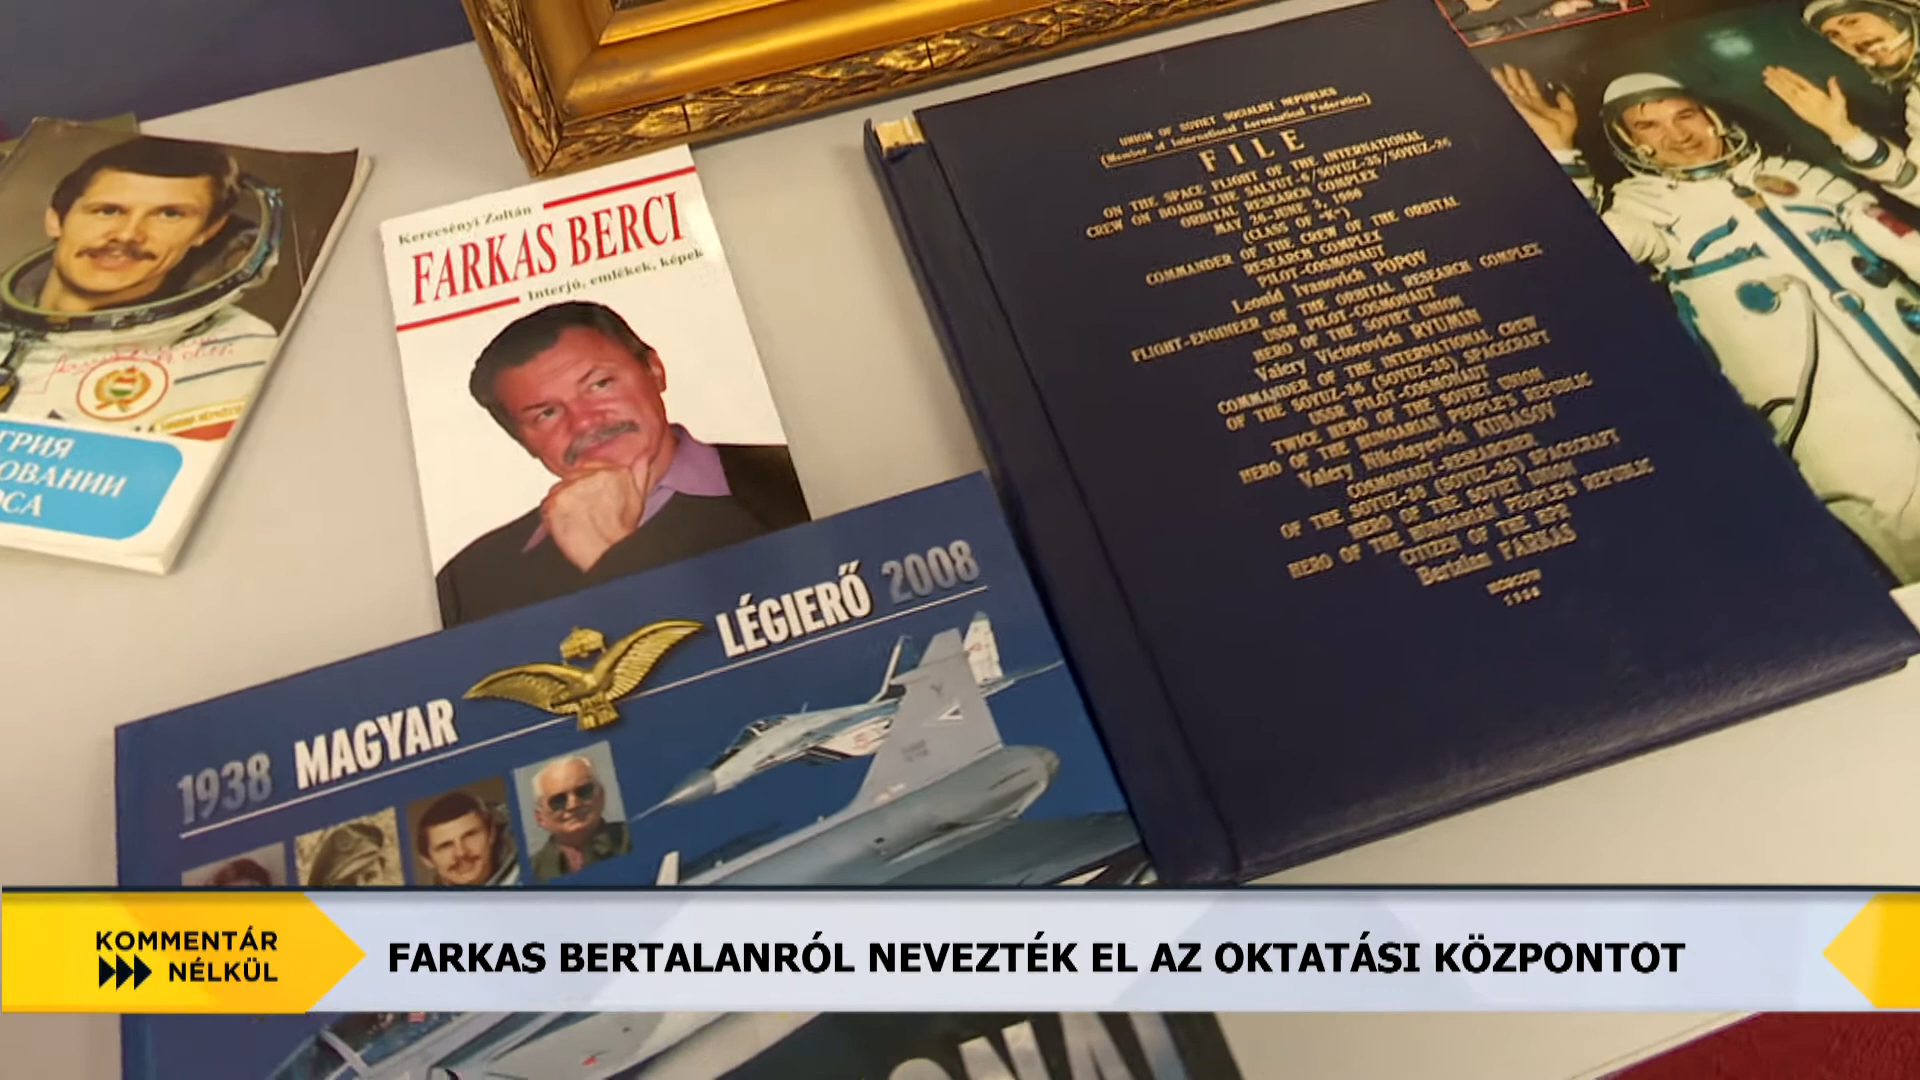 Kerecsényi Zoltán
FARKAS BERCI
Interjú, emlékek, képek
UNION OF SOVIET SOCIALIST REPUBLICS
(Member of International Aeronautical Federation)
FILE
ON THE SPACE FLIGHT OF THE INTERNATIONAL
CREW ON BOARD THE SALYUT-6/SOYUZ-35/SOYUZ-36
ORBITAL RESEARCH COMPLEX
MAY 26-JUNE, 3, 1980
(CLASS OF "K")
COMMANDER OF THE CREW OF THE ORBITAL
RESEARCH COMPLEX
PILOT-COSMONAUT
Leonid Ivanovich POPOV
FLIGHT-ENGINEER OF THE ORBITAL RESEARCH COMPLEX
USSR PILOT-COSMONAUT
HERO OF THE SOVIET UNION
Valery Victorovich RYUMIN
COMMANDER OF THE INTERNATIONAL CREW
OF THE SOYUZ-36 (SOYUZ-35) SPACECRAFT
USSR PILOT-COSMONAUT
TWICE HERO OF THE SOVIET UNION
HERO OF THE HUNGARIAN PEOPLE'S REPUBLIC
Valery Nikolayevich KUBASOV
COSMONAUT-RESEARCHER
OF THE SOYUZ-36 (SOYUZ-35) SPACECRAFT
HERO OF THE SOVIET UNION
HERO OF THE HUNGARIAN PEOPLE'S REPUBLIC
CITIZEN OF THE HPR
Bertalan FARKAS
MOSCOW
1980
ГРИЯ
ОВАНИИ
ОСА
1938 MAGYAR LÉGIERŐ 2008
KOMMENTÁR
NÉLKÜL
FARKAS BERTALANRÓL NEVEZTÉK EL AZ OKTATÁSI KÖZPONTOT